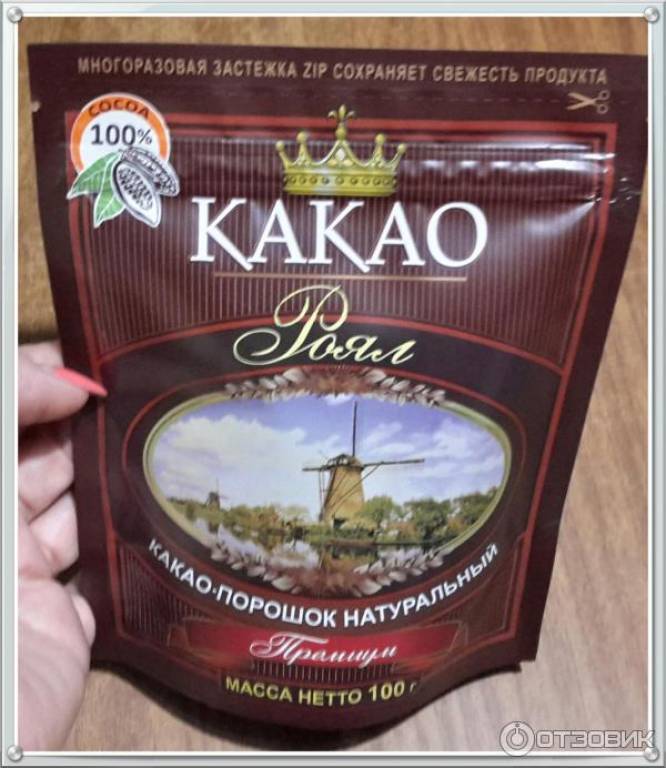 МНОГОРАЗОВАЯ ЗАСТЕЖКА ZIP СОХРАНЯЕТ СВЕЖЕСТЬ ПРОДУКТА
COCOA
100%
КАКАО
Роял
КАКАО-ПОРОШОК НАТУРАЛЬНЫЙ
Премиум
МАССА НЕТТО 100 г
ОТЗОВИК